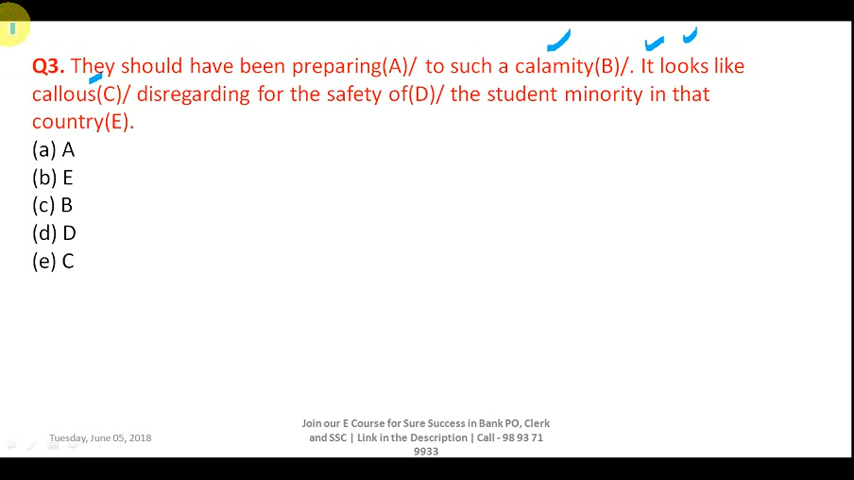 Q3. They should have been preparing(A)/ to such a calamity(B)/. It looks like
callous(C)/ disregarding for the safety of(D)/ the student minority in that
country(E).
(a) A
(b) E
(c) B
(d) D
(e) C
Join our E Course for Sure Success in Bank PO, Clerk
Tuesday, June 05, 2018
and SSC | Link in the Description | Call - 98 93 71
9933